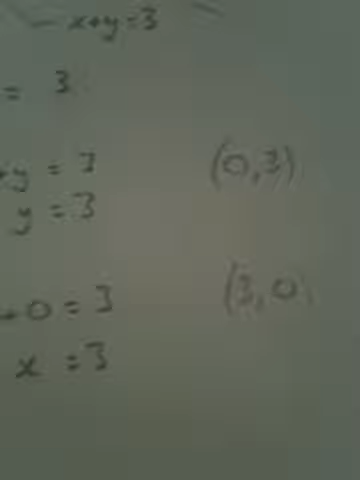 x+y=3
= 3
+y = 3 (0,3)
y = 3
+0 = 3 (3,0)
x = 3